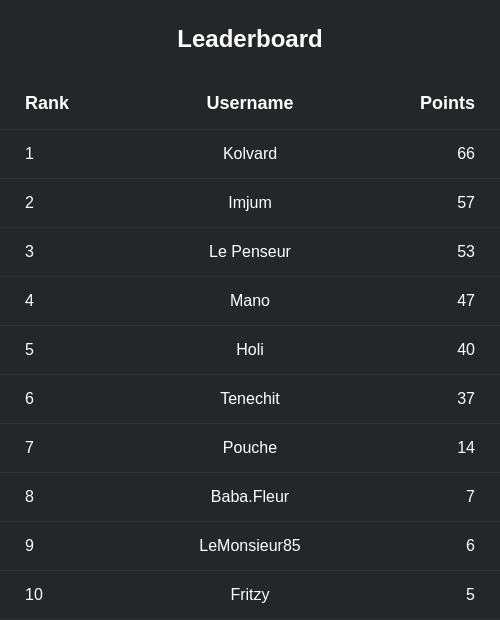 Leaderboard
Rank Username Points
1 Kolvard 66
2 Imjum 57
3 Le Penseur 53
4 Mano 47
5 Holi 40
6 Tenechit 37
7 Pouche 14
8 Baba.Fleur 7
9 LeMonsieur85 6
10 Fritzy 5